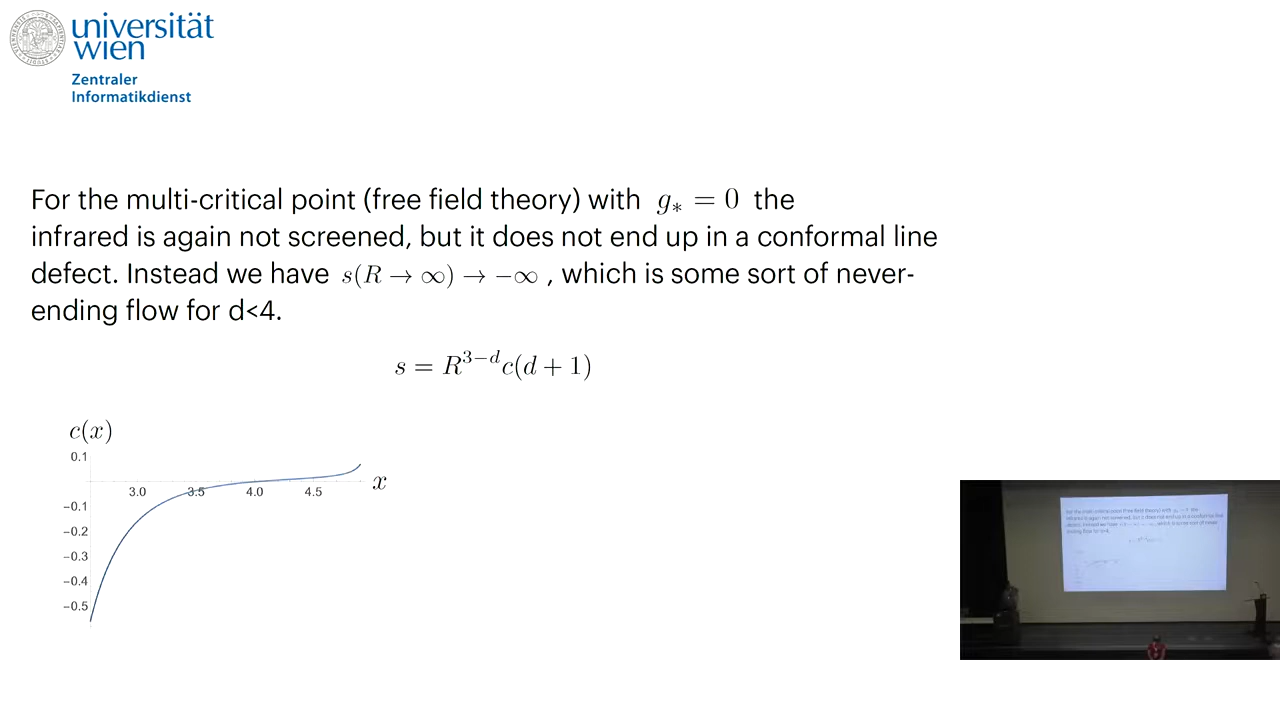 universität
wien
Zentraler
Informatikdienst
For the multi-critical point (free field theory) with g∗ = 0 the
infrared is again not screened, but it does not end up in a conformal line
defect. Instead we have s(R → ∞) → −∞ , which is some sort of never-
ending flow for d<4.
s = R^{3−d}c(d + 1)
c(x)
0.1
3.0 3.5 4.0 4.5 x
−0.1
−0.2
−0.3
−0.4
−0.5